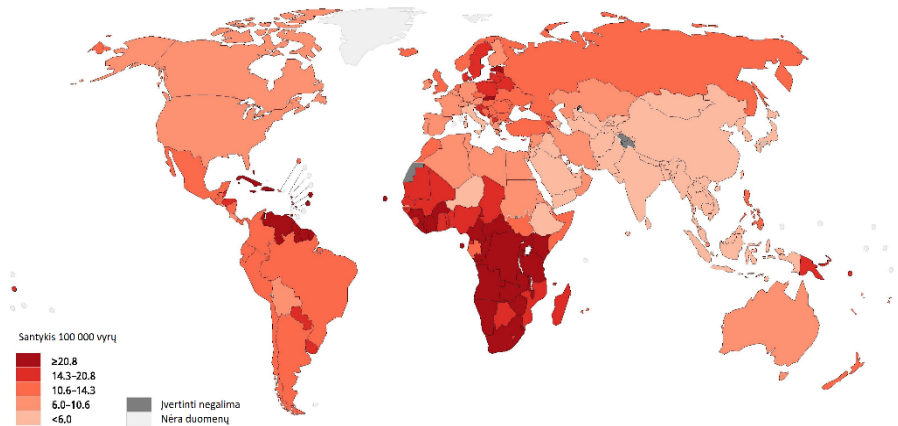 Santykis 100 000 vyrų
≥20.8
14.3–20.8
10.6–14.3
6.0–10.6
<6.0
Įvertinti negalima
Nėra duomenų